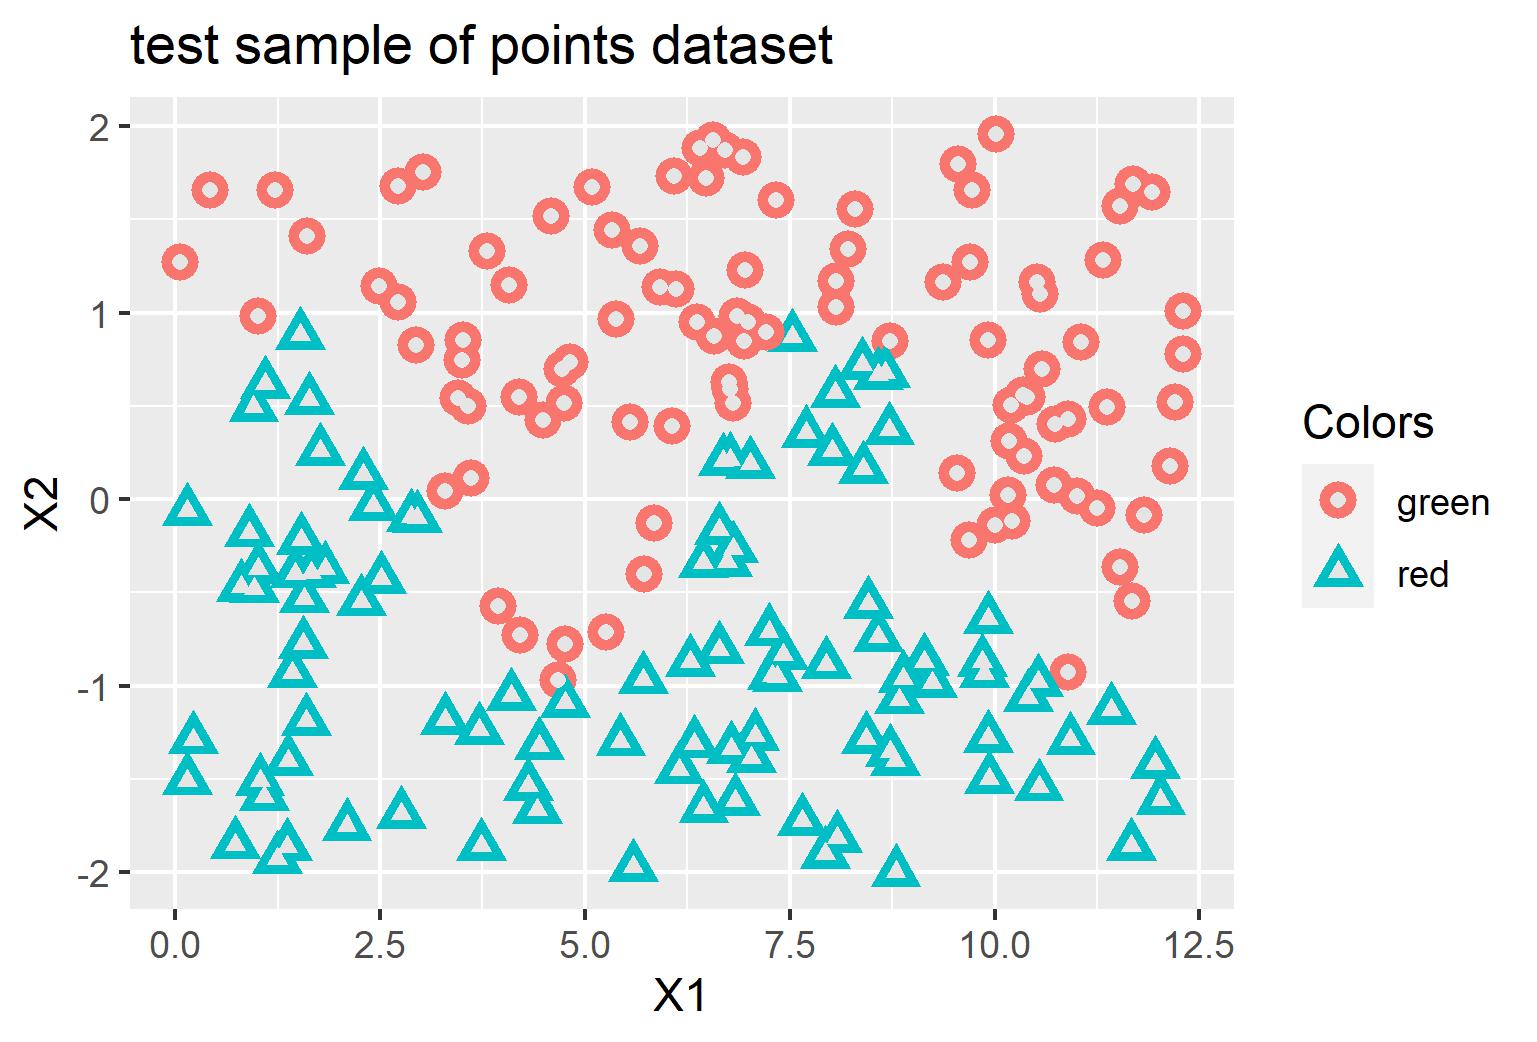 test sample of points dataset
2
1
0
-1
-2
X2
0.0 2.5 5.0 7.5 10.0 12.5
X1
Colors
green
red